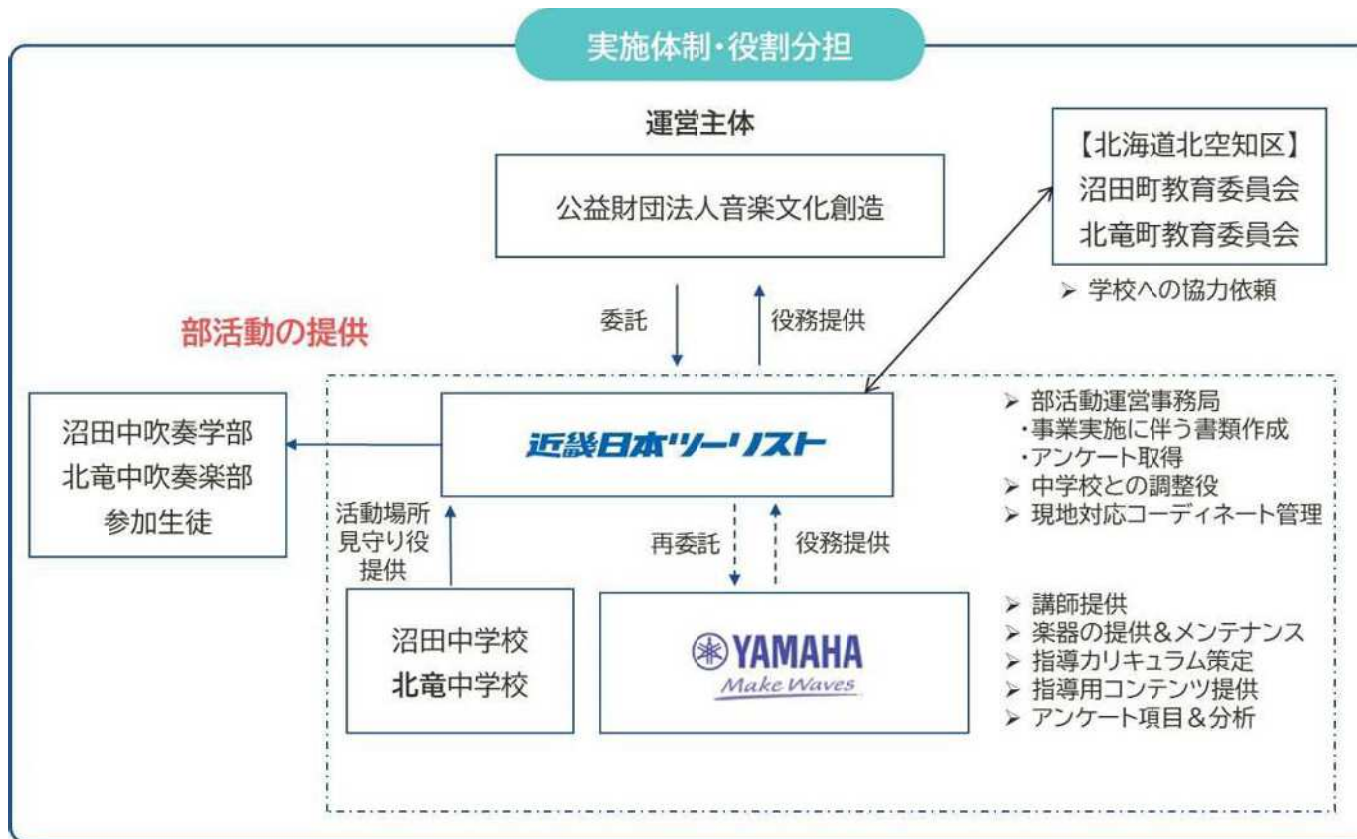 実施体制・役割分担
運営主体
公益財団法人音楽文化創造
【北海道北空知区】
沼田町教育委員会
北竜町教育委員会
➢ 学校への協力依頼
委託
役務提供
部活動の提供
沼田中吹奏学部
北竜中吹奏楽部
参加生徒
近畿日本ツーリスト
➢ 部活動運営事務局
・事業実施に伴う書類作成
・アンケート取得
➢ 中学校との調整役
➢ 現地対応コーディネート管理
活動場所
見守り役
提供
再委託
役務提供
沼田中学校
北竜中学校
YAMAHA
Make Waves
➢ 講師提供
➢ 楽器の提供&メンテナンス
➢ 指導カリキュラム策定
➢ 指導用コンテンツ提供
➢ アンケート項目&分析